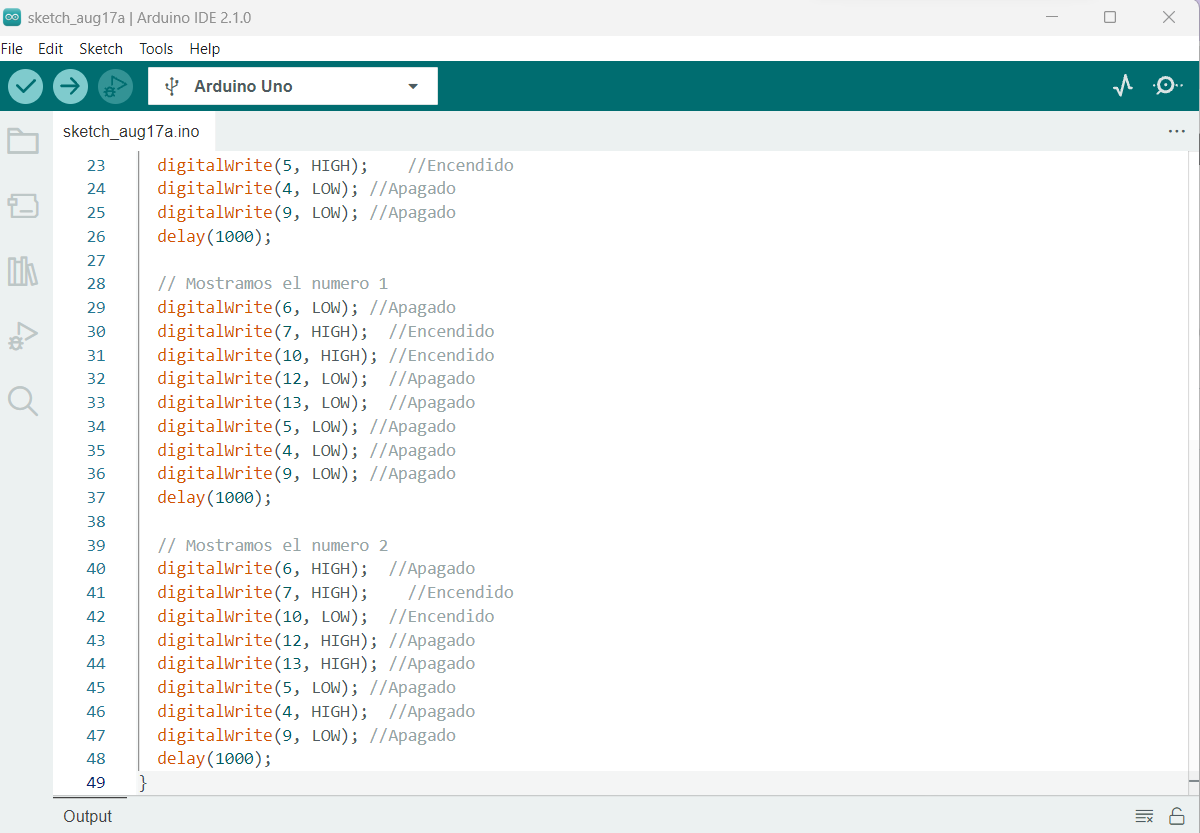 sketch_aug17a | Arduino IDE 2.1.0
File Edit Sketch Tools Help
Arduino Uno
sketch_aug17a.ino
23 digitalWrite(5, HIGH);    //Encendido
24 digitalWrite(4, LOW); //Apagado
25 digitalWrite(9, LOW); //Apagado
26 delay(1000);
27
28 // Mostramos el numero 1
29 digitalWrite(6, LOW); //Apagado
30 digitalWrite(7, HIGH);  //Encendido
31 digitalWrite(10, HIGH); //Encendido
32 digitalWrite(12, LOW);  //Apagado
33 digitalWrite(13, LOW);  //Apagado
34 digitalWrite(5, LOW); //Apagado
35 digitalWrite(4, LOW); //Apagado
36 digitalWrite(9, LOW); //Apagado
37 delay(1000);
38
39 // Mostramos el numero 2
40 digitalWrite(6, HIGH);  //Apagado
41 digitalWrite(7, HIGH);    //Encendido
42 digitalWrite(10, LOW);  //Encendido
43 digitalWrite(12, HIGH); //Apagado
44 digitalWrite(13, HIGH); //Apagado
45 digitalWrite(5, LOW); //Apagado
46 digitalWrite(4, HIGH);  //Apagado
47 digitalWrite(9, LOW); //Apagado
48 delay(1000);
49 }
Output